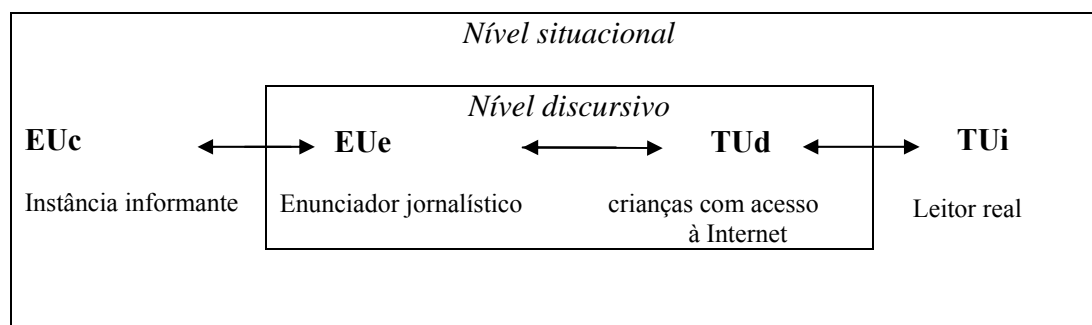 Nível situacional
Nível discursivo
EUc EUe TUd TUi
Instância informante Enunciador jornalístico crianças com acesso Leitor real
à Internet